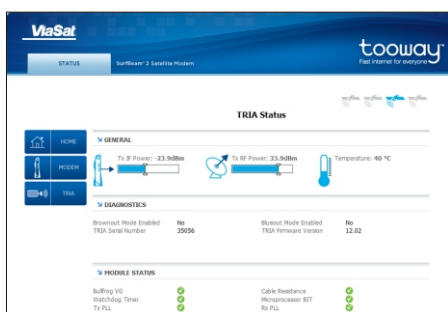 ViaSat
tooway
Fast internet for everyone
STATUS
SurfBeam 2 Satellite Modem
TRIA Status
HOME
MODEM
TRIA
GENERAL
Tx IF Power: -23.9dBm
Tx RF Power: 33.9dBm
Temperature: 40 °C
DIAGNOSTICS
Brownout Mode Enabled No
Blueout Mode Enabled No
TRIA Serial Number 35056
TRIA Firmware Version 12.02
MODULE STATUS
Bullfrog VG
Cable Resistance
Watchdog Timer
Microprocessor BIT
Tx PLL
Rx PLL